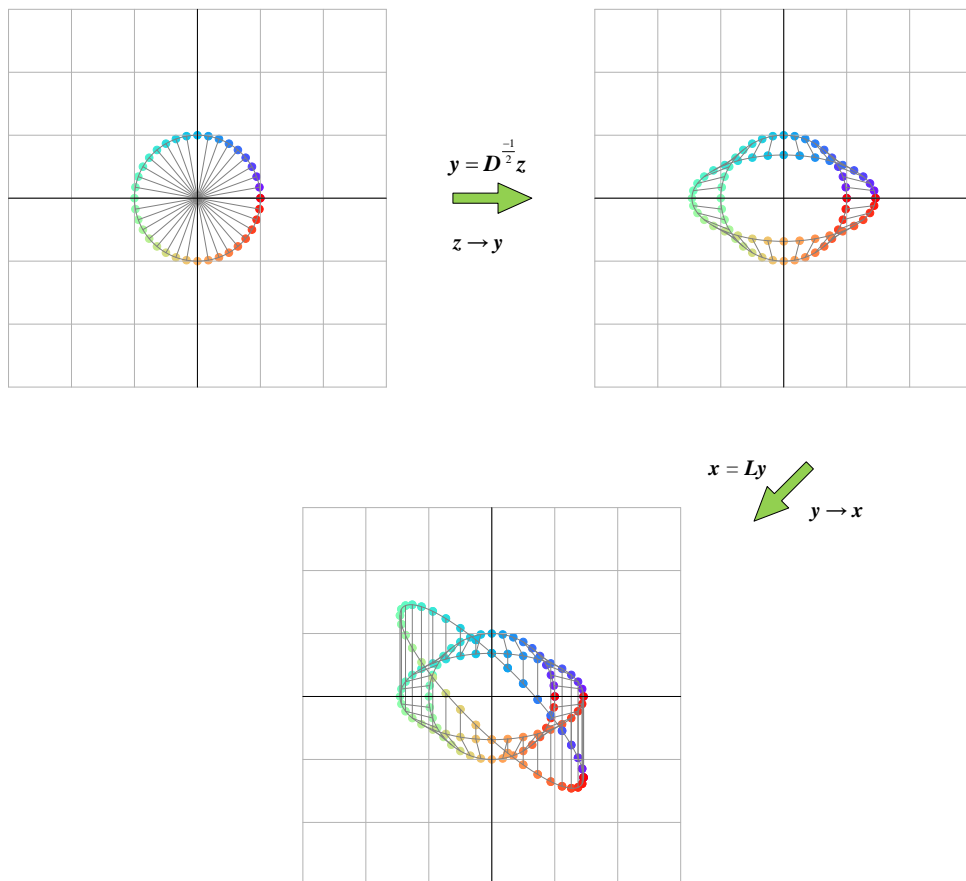 y = D^{-1/2} z
z → y
x = Ly
y → x